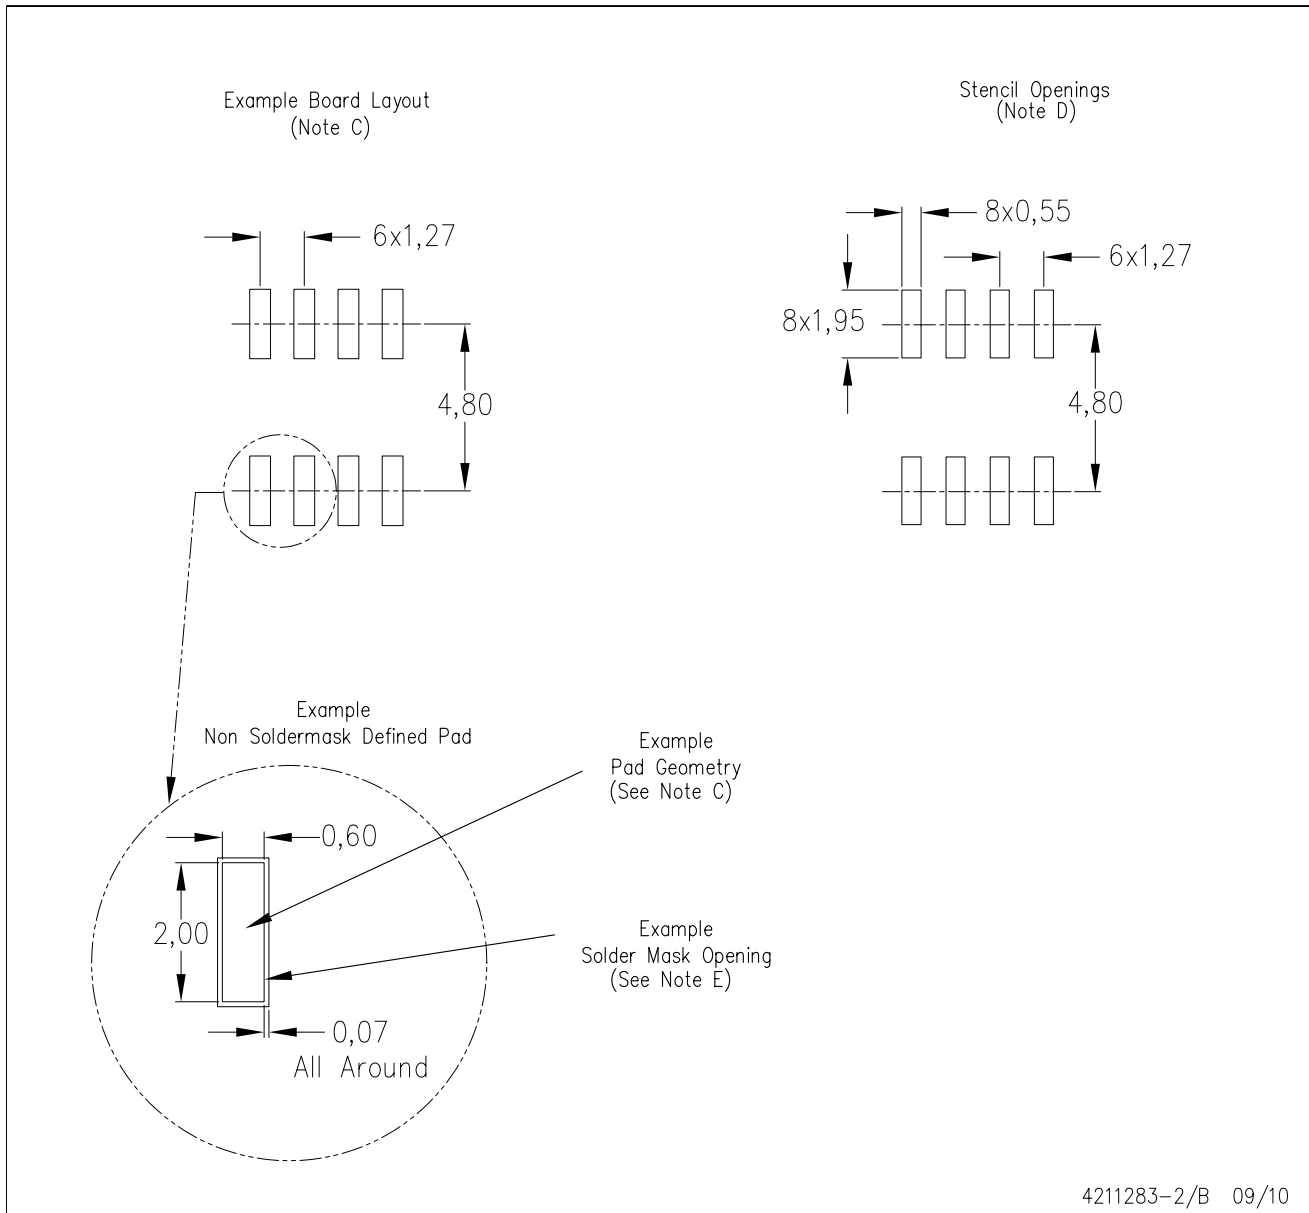 Example Board Layout
(Note C)
Stencil Openings
(Note D)
6x1,27
4,80
8x0,55
6x1,27
8x1,95
4,80
Example
Non Soldermask Defined Pad
Example
Pad Geometry
(See Note C)
0,60
2,00
Example
Solder Mask Opening
(See Note E)
0,07
All Around
4211283-2/B 09/10